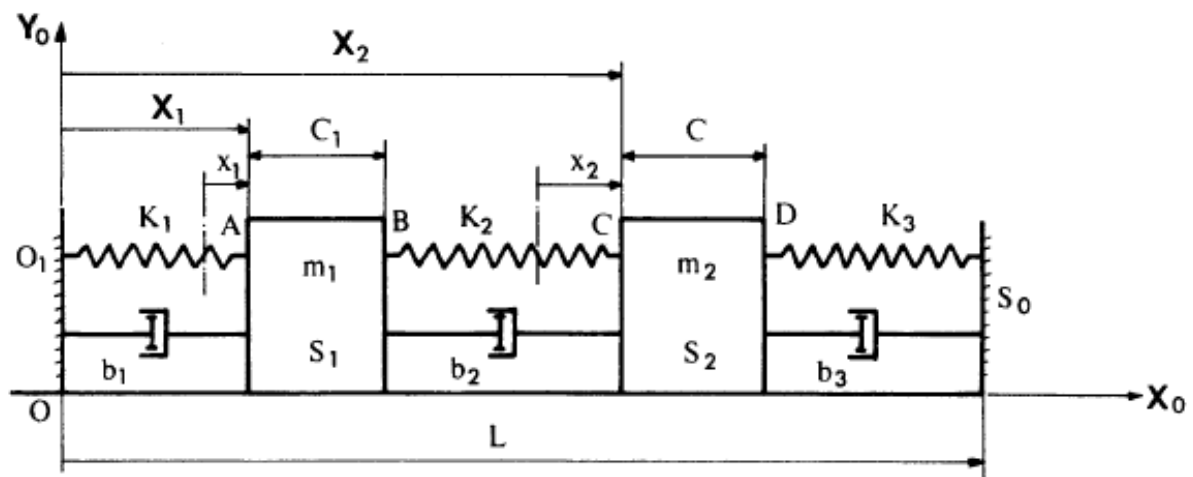 Y₀
X₂
X₁
C₁
C
x₁
x₂
K₁
A
B
K₂
C
D
K₃
O₁
m₁
m₂
S₀
b₁
S₁
b₂
S₂
b₃
O
X₀
L